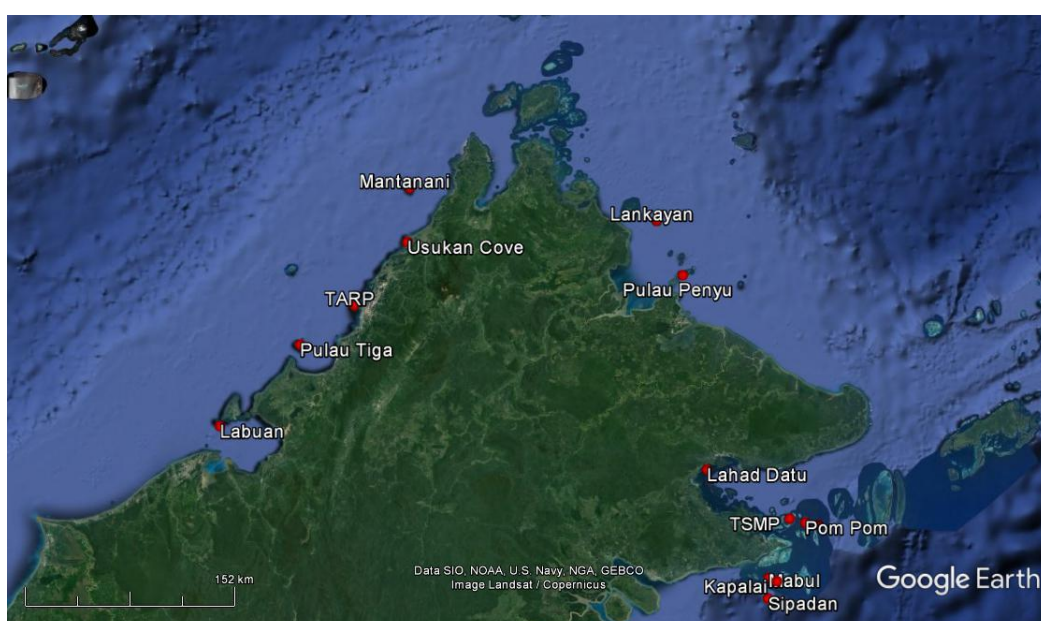 Mantanani
Lankayan
Usukan Cove
Pulau Penyu
TARP
Pulau Tiga
Labuan
Lahad Datu
TSMP
Pom Pom
152 km
Data SIO, NOAA, U.S. Navy, NGA, GEBCO
Image Landsat / Copernicus
Google Earth
Kapalai
Mabul
Sipadan